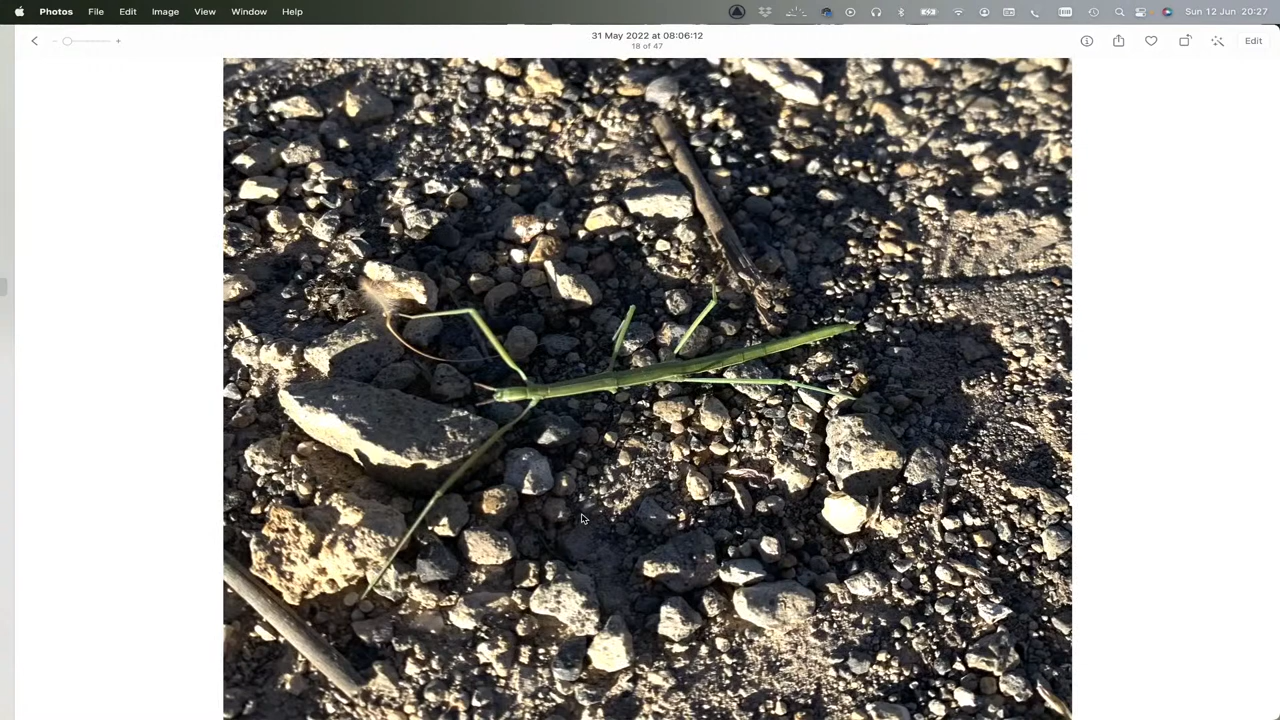 Photos File Edit Image View Window Help Sun 12 Jun 20:27
31 May 2022 at 08:06:12
18 of 47
Edit